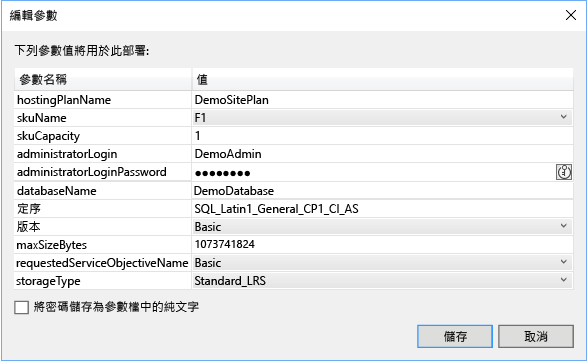 編輯參數
下列參數值將用於此部署:
參數名稱 值
hostingPlanName DemoSitePlan
skuName F1
skuCapacity 1
administratorLogin DemoAdmin
administratorLoginPassword ●●●●●●●●
databaseName DemoDatabase
定序 SQL_Latin1_General_CP1_CI_AS
版本 Basic
maxSizeBytes 1073741824
requestedServiceObjectiveName Basic
storageType Standard_LRS
將密碼儲存為參數檔中的純文字
儲存 取消